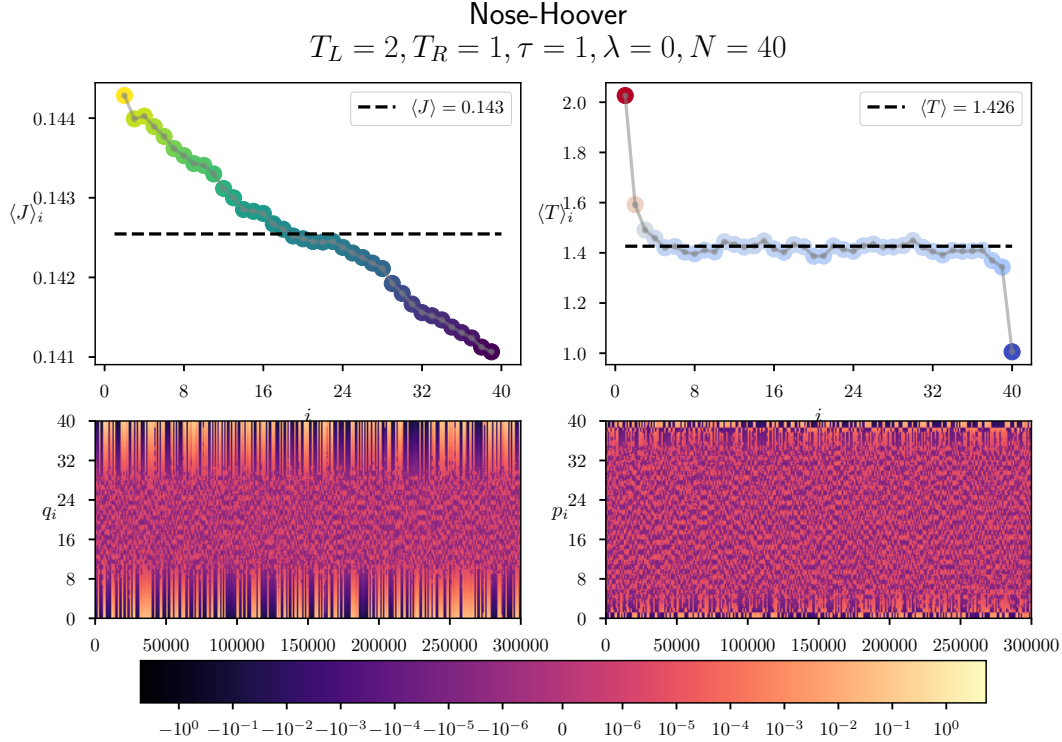 Nose-Hoover
T_L = 2, T_R = 1, τ = 1, λ = 0, N = 40
⟨J⟩ = 0.143
0.144
0.143
0.142
0.141
⟨J⟩_i
0 8 16 24 32 40
i
⟨T⟩ = 1.426
2.0
1.8
1.6
1.4
1.2
1.0
⟨T⟩_i
0 8 16 24 32 40
i
40
32
24
16
8
0
q_i
0 50000 100000 150000 200000 250000 300000
40
32
24
16
8
0
p_i
0 50000 100000 150000 200000 250000 300000
−10⁰ −10⁻¹ −10⁻² −10⁻³ −10⁻⁴ −10⁻⁵ −10⁻⁶ 0 10⁻⁶ 10⁻⁵ 10⁻⁴ 10⁻³ 10⁻² 10⁻¹ 10⁰